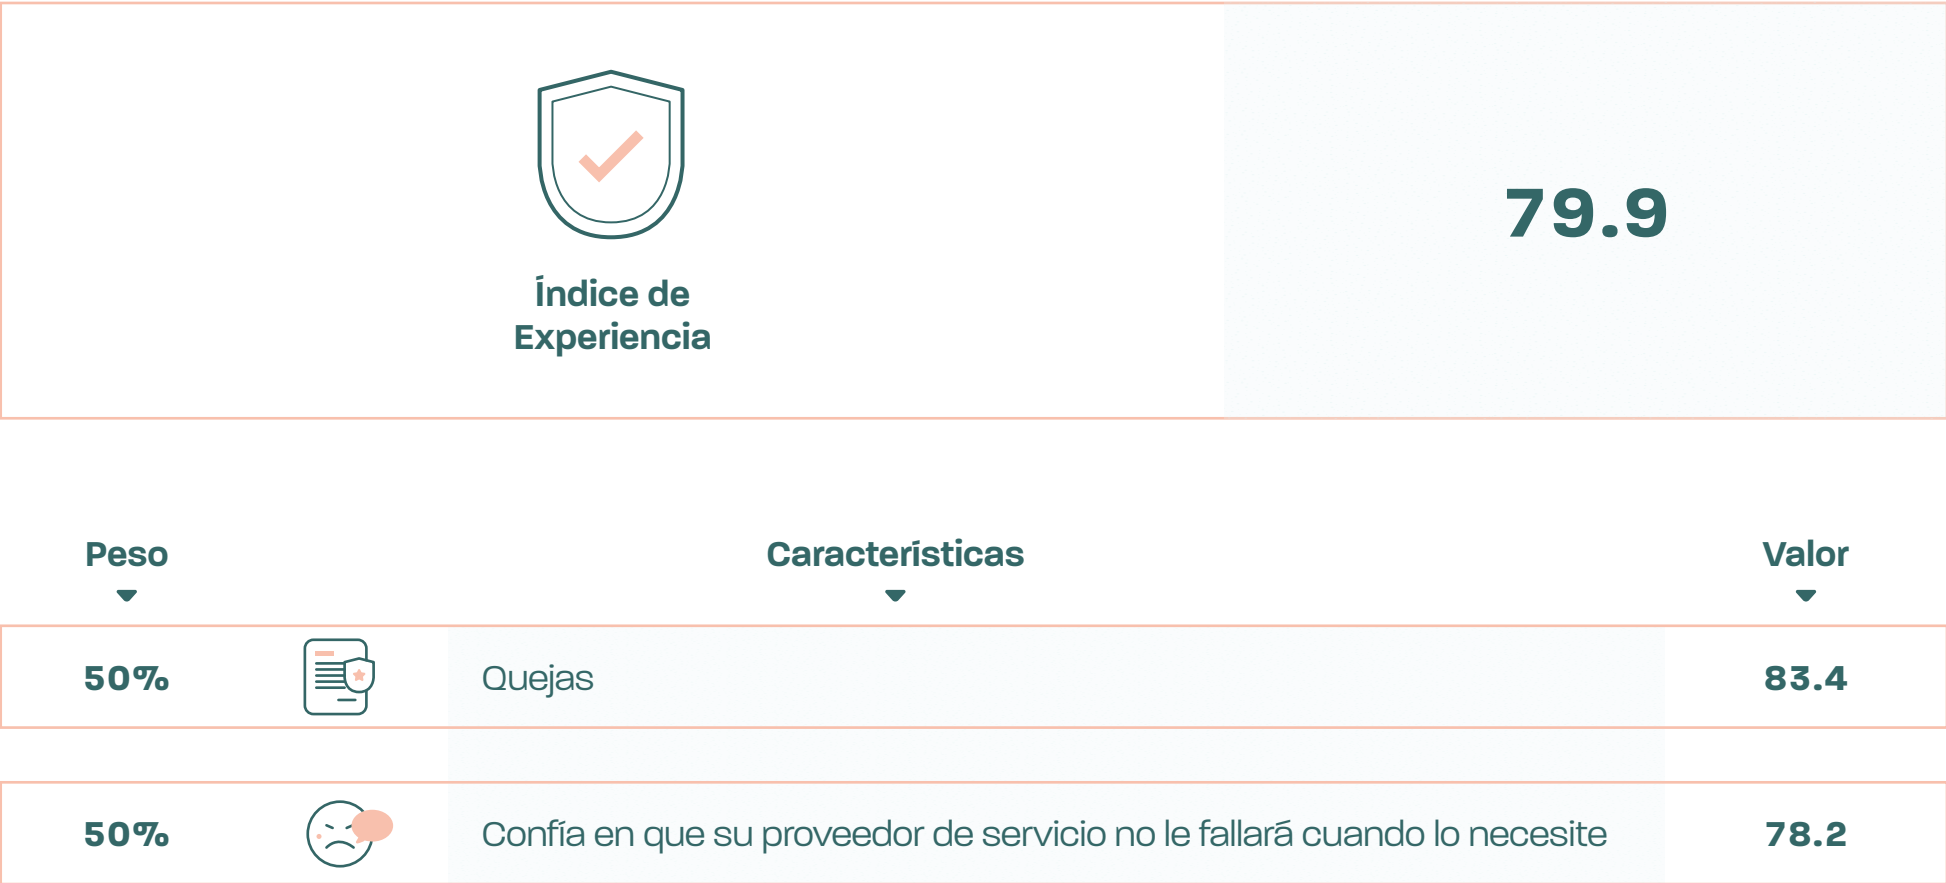 Índice de
Experiencia
79.9
Peso
Características
Valor
50%
Quejas
83.4
50%
Confía en que su proveedor de servicio no le fallará cuando lo necesite
78.2